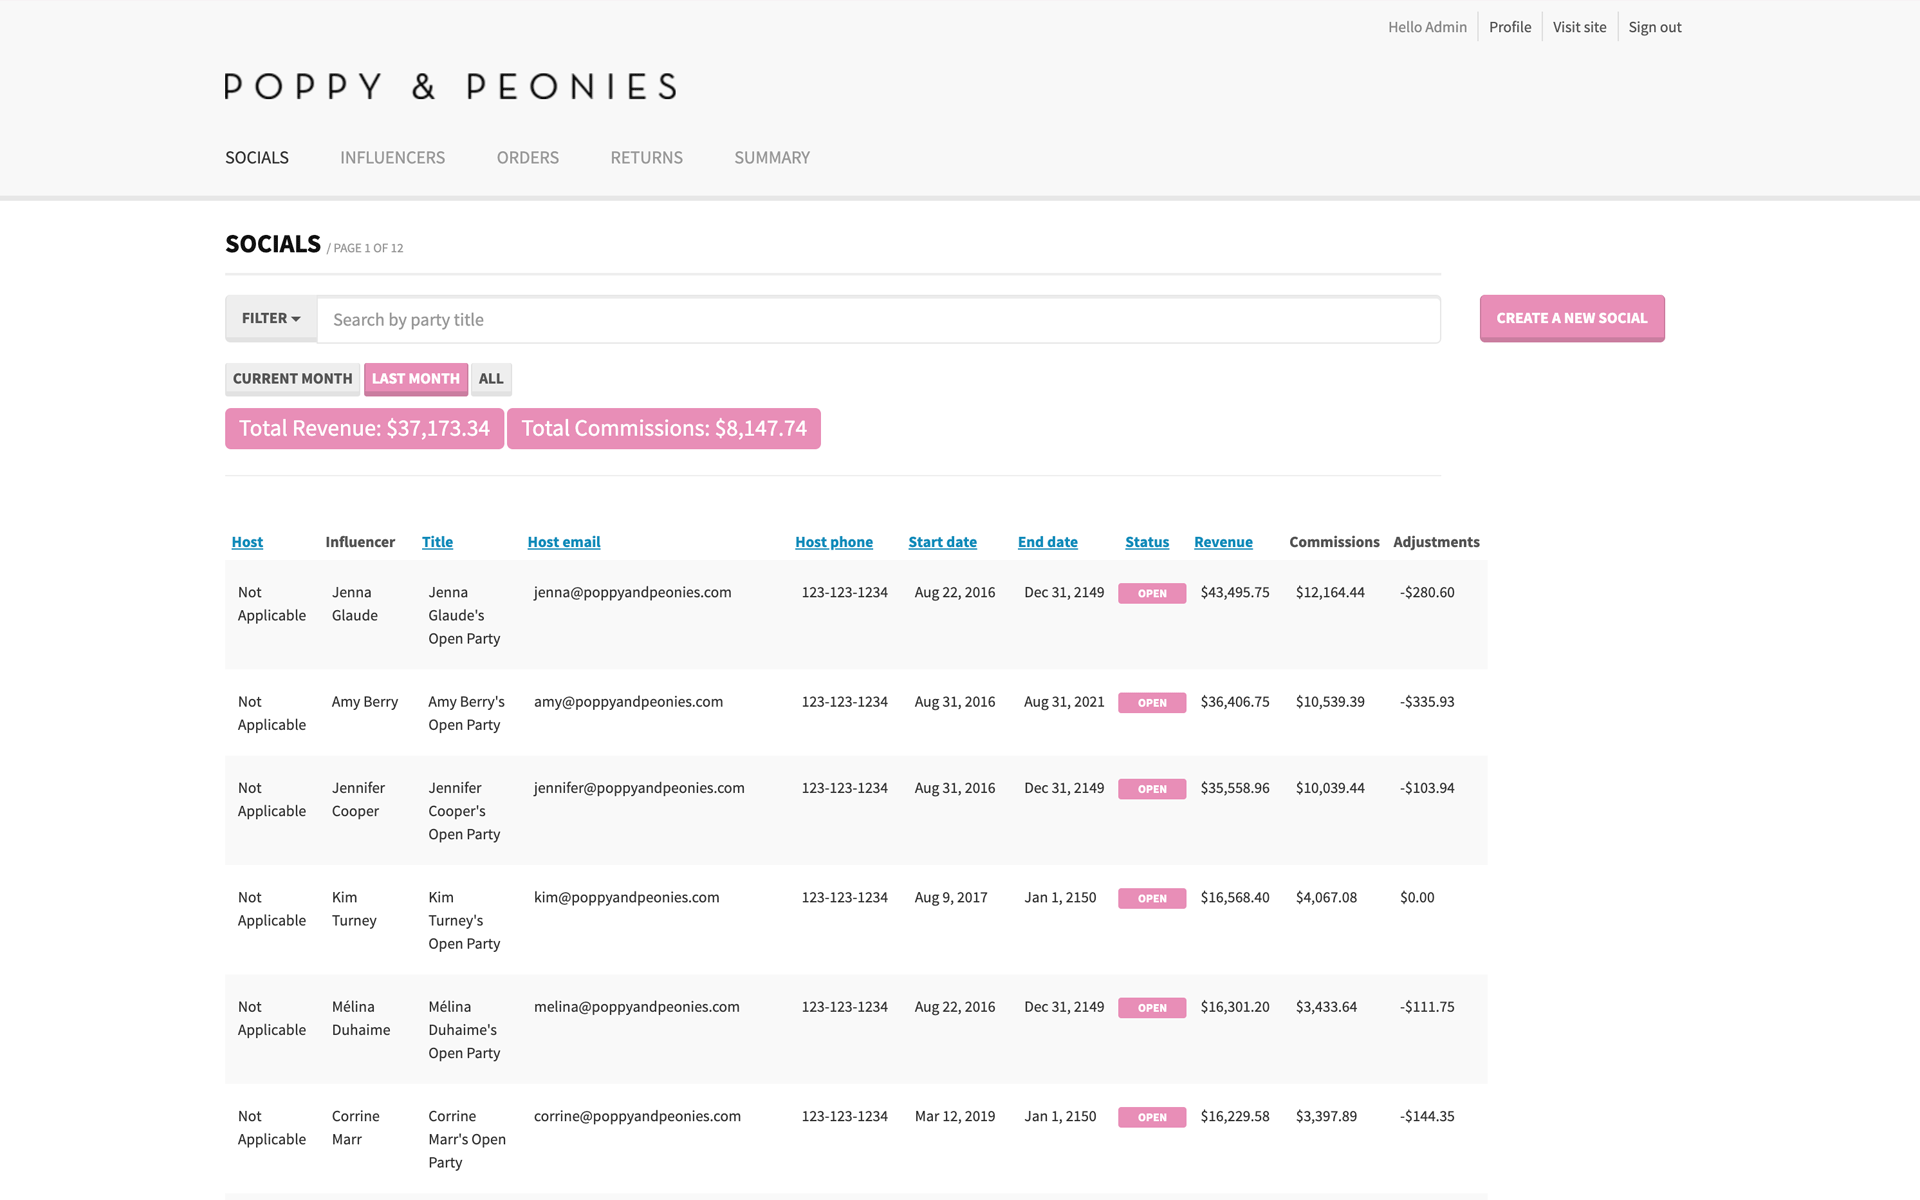 Hello Admin Profile Visit site Sign out
POPPY & PEONIES
SOCIALS INFLUENCERS ORDERS RETURNS SUMMARY
SOCIALS / PAGE 1 OF 12
FILTER Search by party title CREATE A NEW SOCIAL
CURRENT MONTH LAST MONTH ALL
Total Revenue: $37,173.34 Total Commissions: $8,147.74
Host Influencer Title Host email Host phone Start date End date Status Revenue Commissions Adjustments
Not Jenna Jenna jenna@poppyandpeonies.com 123-123-1234 Aug 22, 2016 Dec 31, 2149 OPEN $43,495.75 $12,164.44 -$280.60
Applicable Glaude Glaude's
Open Party
Not Amy Berry Amy Berry's amy@poppyandpeonies.com 123-123-1234 Aug 31, 2016 Aug 31, 2021 OPEN $36,406.75 $10,539.39 -$335.93
Applicable Open Party
Not Jennifer Jennifer jennifer@poppyandpeonies.com 123-123-1234 Aug 31, 2016 Dec 31, 2149 OPEN $35,558.96 $10,039.44 -$103.94
Applicable Cooper Cooper's
Open Party
Not Kim Kim kim@poppyandpeonies.com 123-123-1234 Aug 9, 2017 Jan 1, 2150 OPEN $16,568.40 $4,067.08 $0.00
Applicable Turney Turney's
Open Party
Not Mélina Mélina melina@poppyandpeonies.com 123-123-1234 Aug 22, 2016 Dec 31, 2149 OPEN $16,301.20 $3,433.64 -$111.75
Applicable Duhaime Duhaime's
Open Party
Not Corrine Corrine corrine@poppyandpeonies.com 123-123-1234 Mar 12, 2019 Jan 1, 2150 OPEN $16,229.58 $3,397.89 -$144.35
Applicable Marr Marr's Open
Party